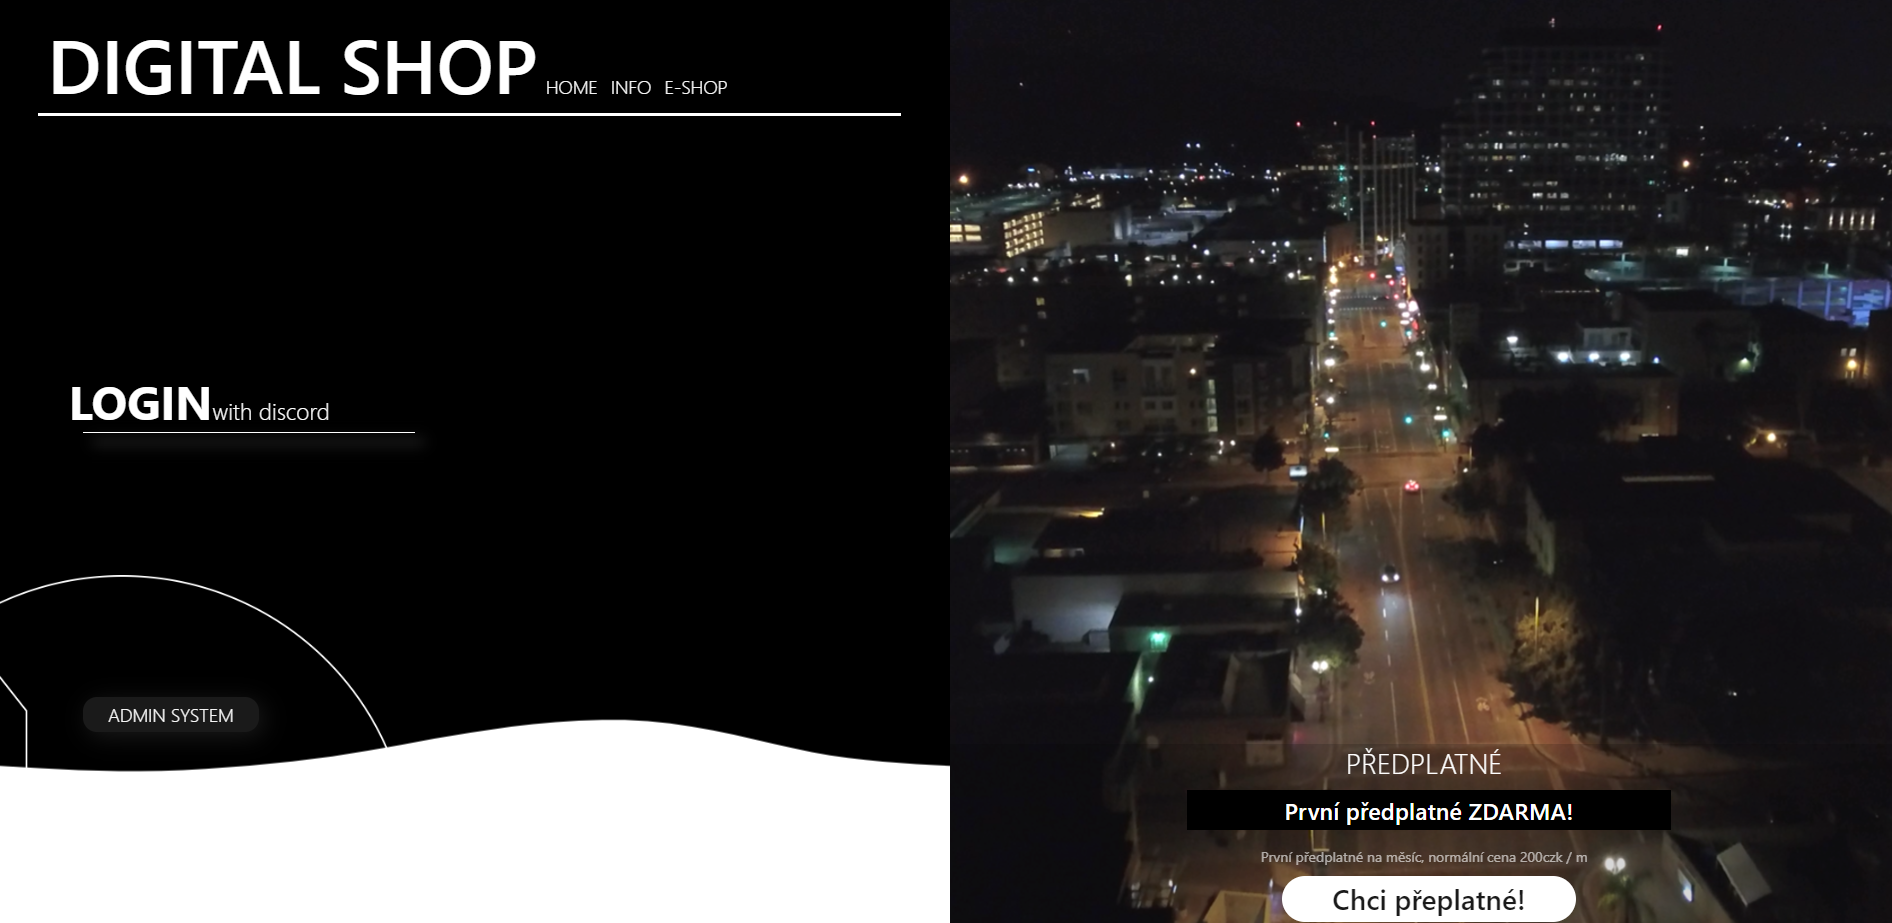 DIGITAL SHOP HOME INFO E-SHOP
LOGIN with discord
ADMIN SYSTEM
PŘEDPLATNÉ
První předplatné ZDARMA!
První předplatné na měsíc, normální cena 200czk / m
Chci přeplatné!